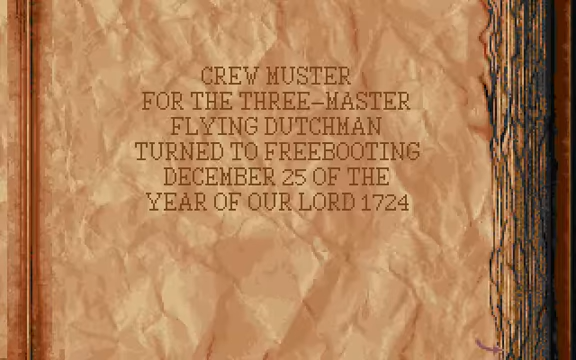 CREW MUSTER
FOR THE THREE-MASTER
FLYING DUTCHMAN
TURNED TO FREEBOOTING
DECEMBER 25 OF THE
YEAR OF OUR LORD 1724